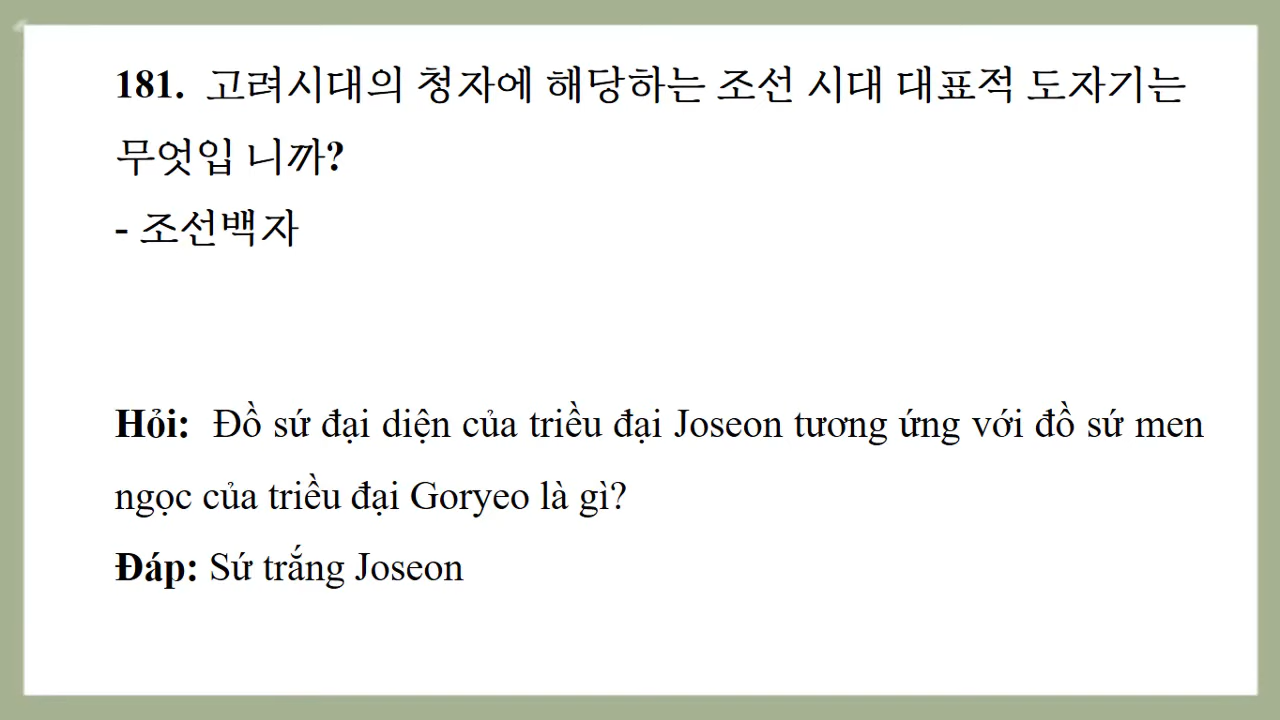 181. 고려시대의 청자에 해당하는 조선 시대 대표적 도자기는
무엇입 니까?
- 조선백자
Hỏi: Đồ sứ đại diện của triều đại Joseon tương ứng với đồ sứ men
ngọc của triều đại Goryeo là gì?
Đáp: Sứ trắng Joseon